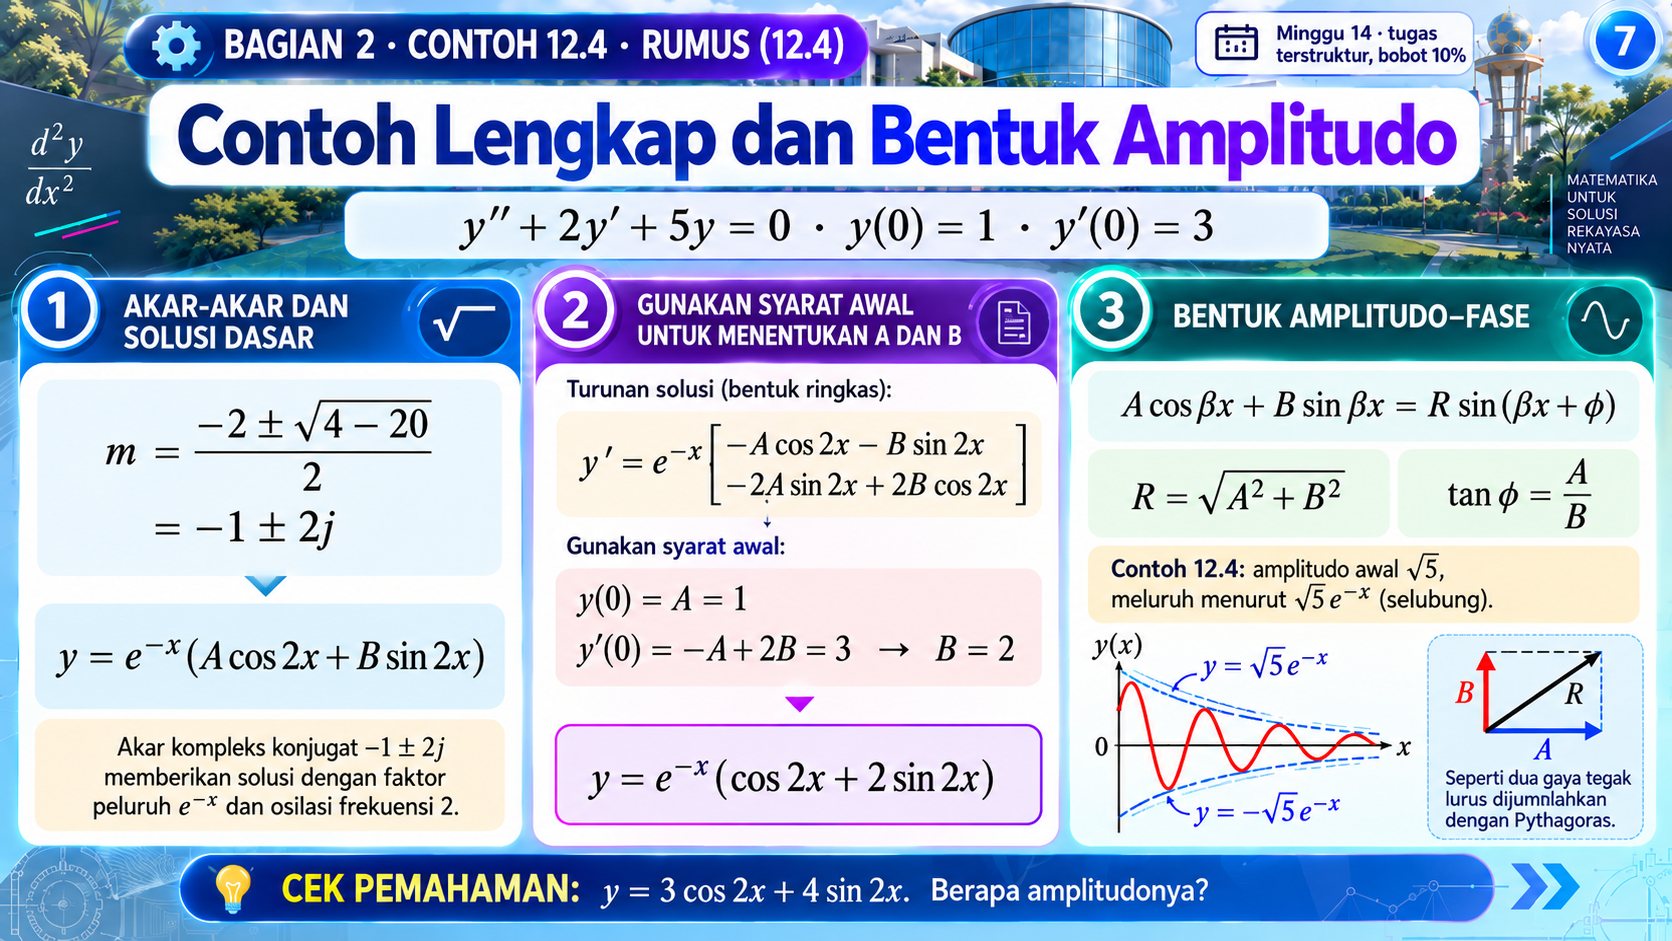 BAGIAN 2 · CONTOH 12.4 · RUMUS (12.4)
Minggu 14 · tugas
terstruktur, bobot 10%
7
Contoh Lengkap dan Bentuk Amplitudo
d²y
dx²
MATEMATIKA
UNTUK
SOLUSI
REKAYASA
NYATA
y″ + 2y′ + 5y = 0 · y(0) = 1 · y′(0) = 3
1
AKAR-AKAR DAN
SOLUSI DASAR
m = (−2 ± √(4 − 20)) / 2
= −1 ± 2j
y = e⁻ˣ (A cos 2x + B sin 2x)
Akar kompleks konjugat −1 ± 2j
memberikan solusi dengan faktor
peluruh e⁻ˣ dan osilasi frekuensi 2.
2
GUNAKAN SYARAT AWAL
UNTUK MENENTUKAN A DAN B
Turunan solusi (bentuk ringkas):
y′ = e⁻ˣ [−A cos 2x − B sin 2x
−2A sin 2x + 2B cos 2x]
Gunakan syarat awal:
y(0) = A = 1
y′(0) = −A + 2B = 3 → B = 2
y = e⁻ˣ (cos 2x + 2 sin 2x)
3
BENTUK AMPLITUDO–FASE
A cos βx + B sin βx = R sin (βx + ϕ)
R = √(A² + B²)
tan ϕ = A / B
Contoh 12.4: amplitudo awal √5,
meluruh menurut √5 e⁻ˣ (selubung).
y(x)
y = √5 e⁻ˣ
0
x
y = −√5 e⁻ˣ
B
R
A
Seperti dua gaya tegak
lurus dijumnlahkan
dengan Pythagoras.
CEK PEMAHAMAN: y = 3 cos 2x + 4 sin 2x. Berapa amplitudonya?